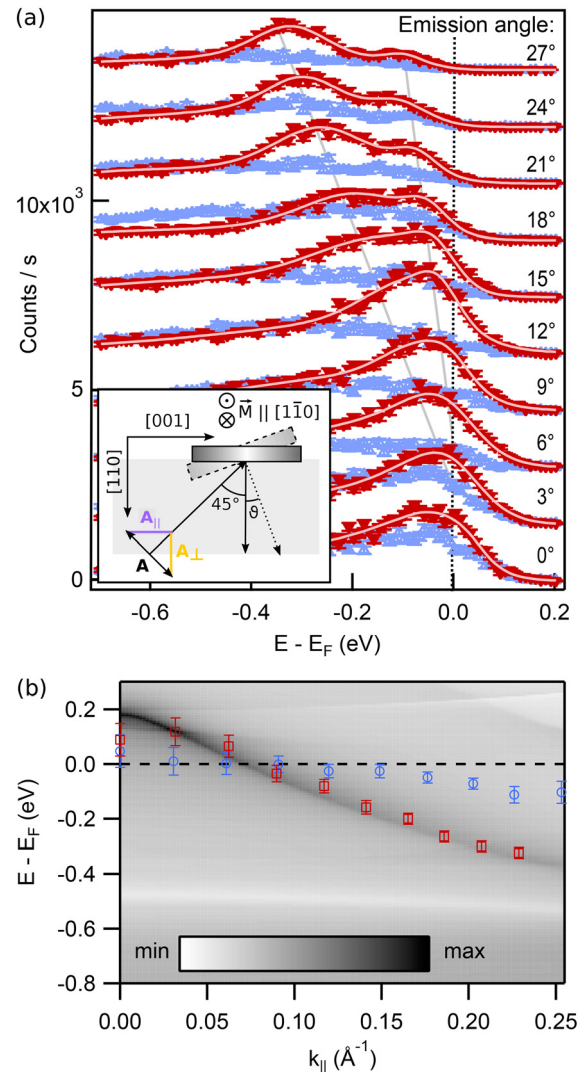 (a)
Emission angle:
27°
24°
21°
18°
15°
12°
9°
6°
3°
0°
10x10³
5
0
Counts / s
-0.6
-0.4
-0.2
0.0
0.2
E - E_F (eV)
[001]
[110]
M⃗ || [11̄0]
45°
ϑ
A||
A
A⊥
(b)
0.2
0.0
-0.2
-0.4
-0.6
-0.8
E - E_F (eV)
min
max
0.00
0.05
0.10
0.15
0.20
0.25
k|| (Å⁻¹)